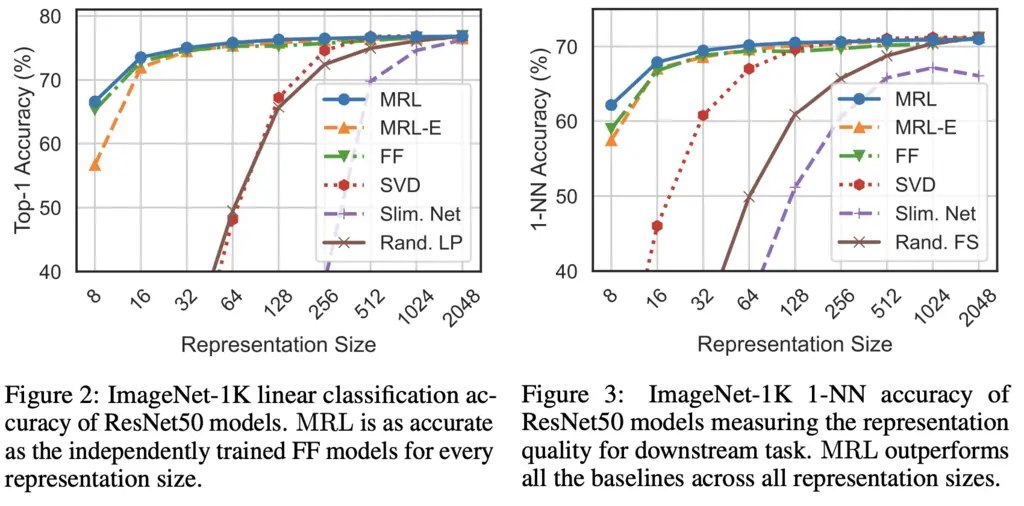 80
70
60
50
40
Top-1 Accuracy (%)
MRL
MRL-E
FF
SVD
Slim. Net
Rand. LP
8
16
32
64
128
256
512
1024
2048
Representation Size
Figure 2: ImageNet-1K linear classification ac-
curacy of ResNet50 models. MRL is as accurate
as the independently trained FF models for every
representation size.
70
60
50
40
1-NN Accuracy (%)
MRL
MRL-E
FF
SVD
Slim. Net
Rand. FS
8
16
32
64
128
256
512
1024
2048
Representation Size
Figure 3: ImageNet-1K 1-NN accuracy of
ResNet50 models measuring the representation
quality for downstream task. MRL outperforms
all the baselines across all representation sizes.